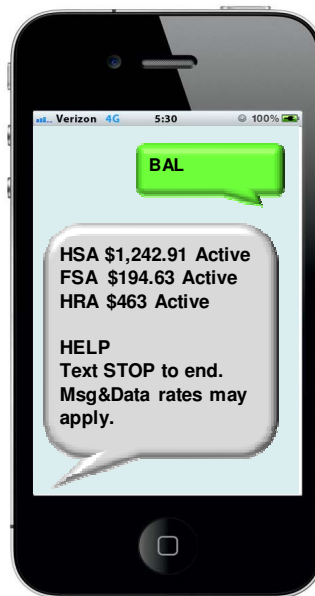 Verizon 4G 5:30 100%
BAL
HSA $1,242.91 Active
FSA $194.63 Active
HRA $463 Active
HELP
Text STOP to end.
Msg&Data rates may
apply.